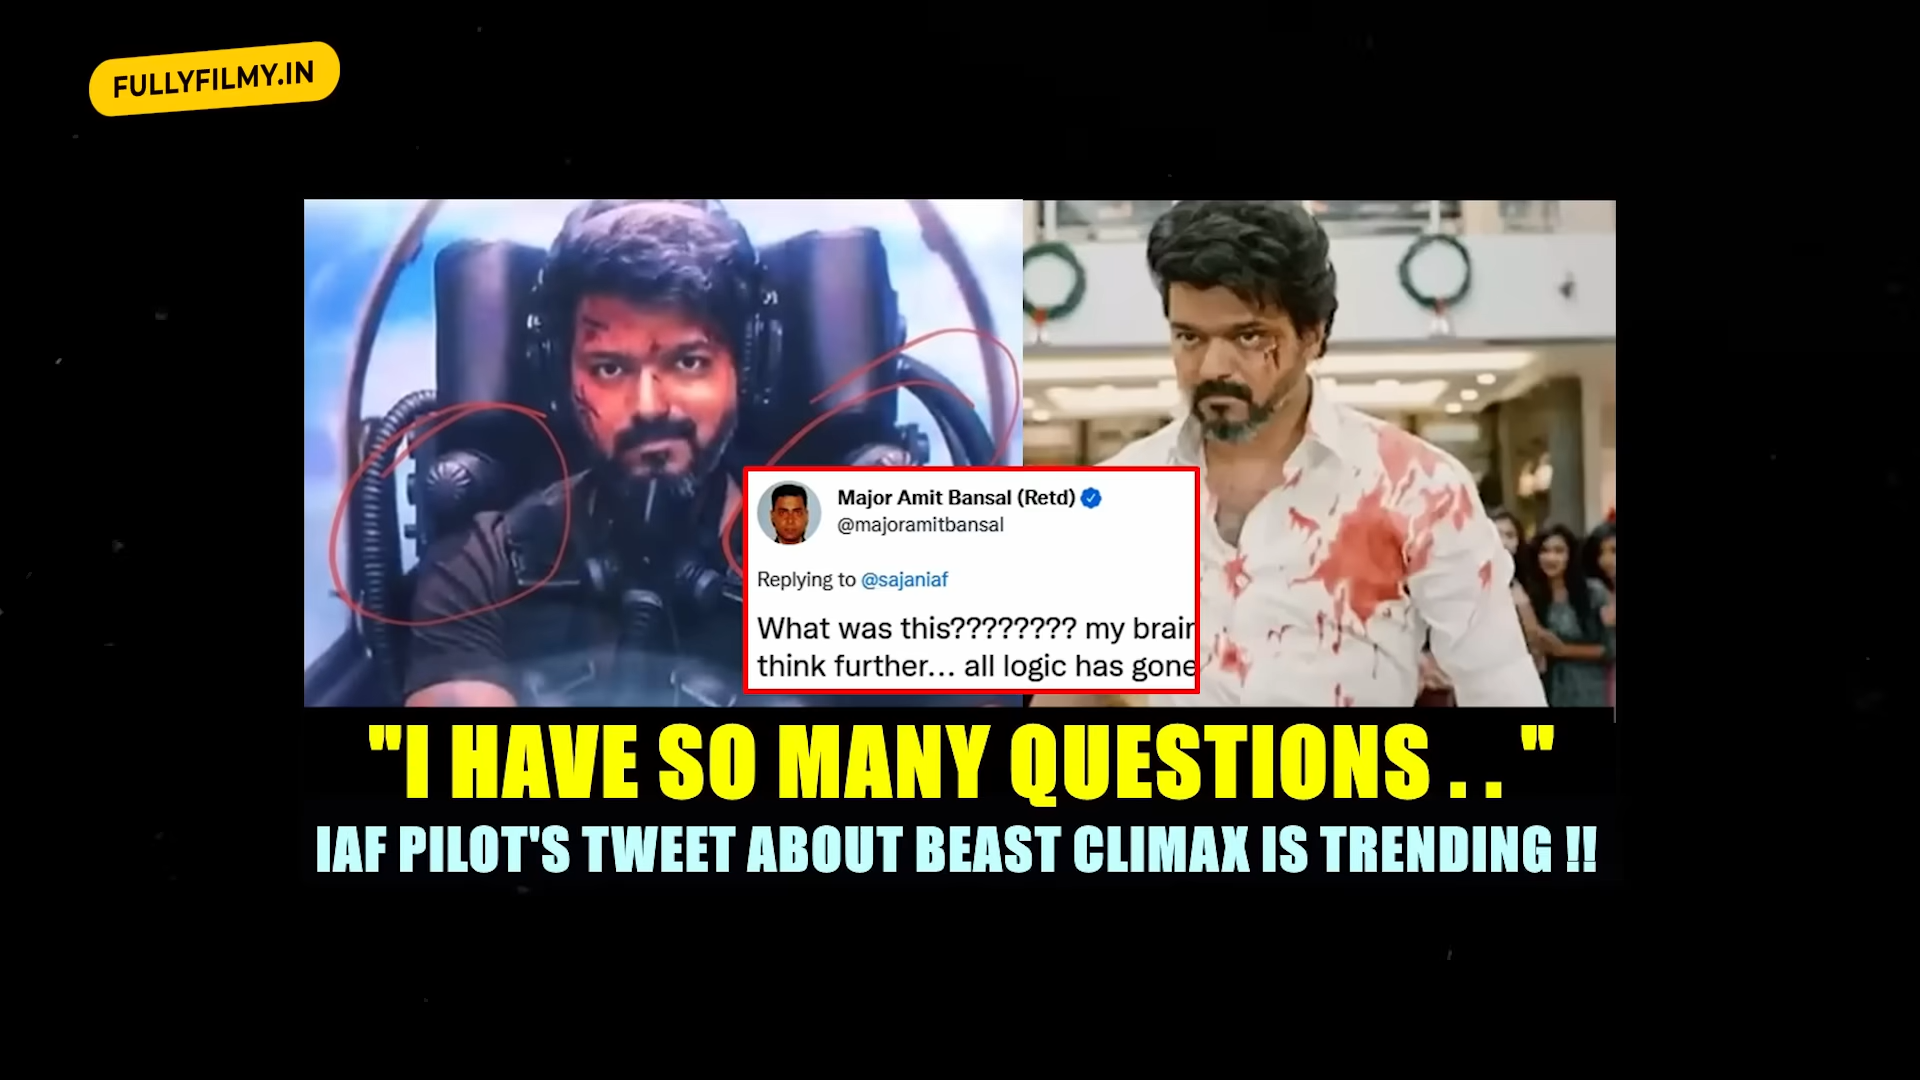 FULLYFILMY.IN
Major Amit Bansal (Retd)
@majoramitbansal
Replying to @sajaniaf
What was this???????? my brain
think further... all logic has gone
"I HAVE SO MANY QUESTIONS . . "
IAF PILOT'S TWEET ABOUT BEAST CLIMAX IS TRENDING !!